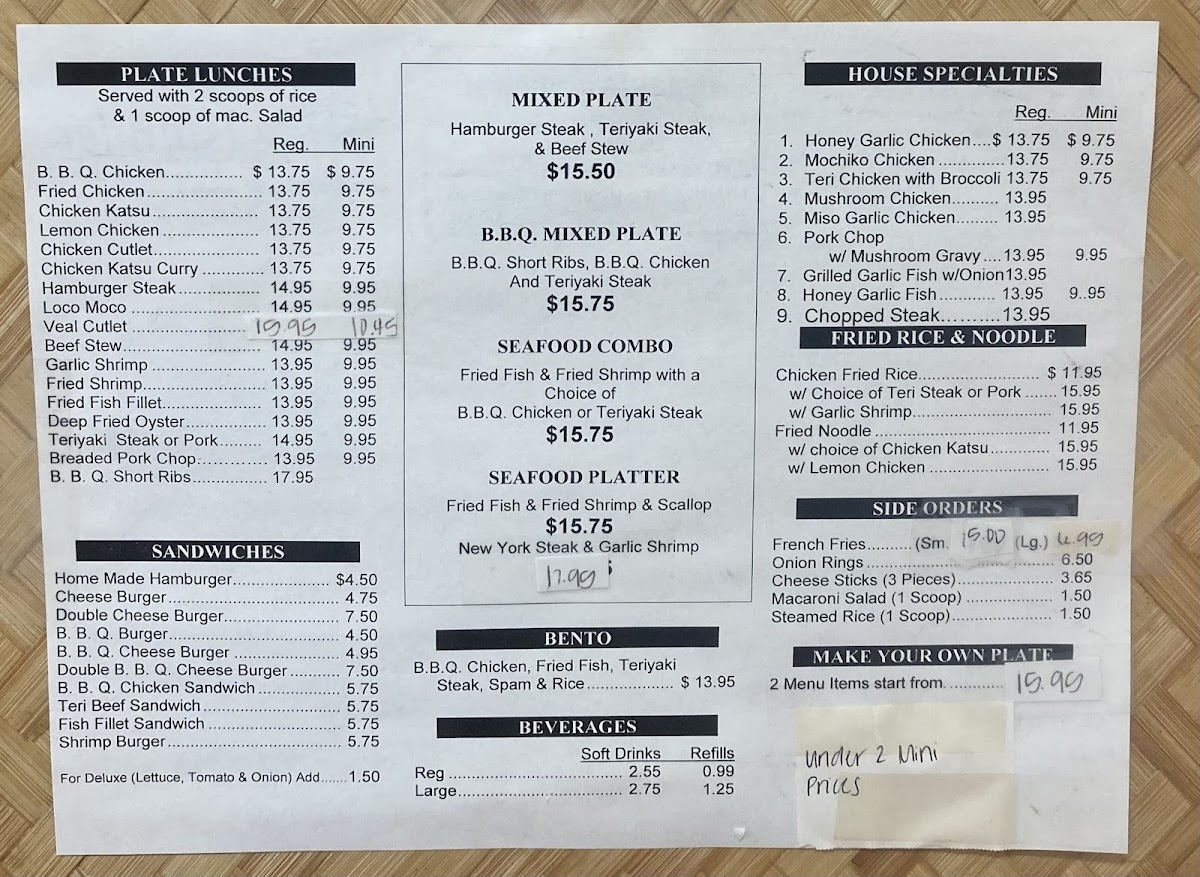 PLATE LUNCHES
Served with 2 scoops of rice
& 1 scoop of mac. Salad
Reg. Mini
B. B. Q. Chicken................. $ 13.75 $ 9.75
Fried Chicken.......................... 13.75 9.75
Chicken Katsu........................ 13.75 9.75
Lemon Chicken ...................... 13.75 9.75
Chicken Cutlet........................ 13.75 9.75
Chicken Katsu Curry .............. 13.75 9.75
Hamburger Steak................... 14.95 9.95
Loco Moco ............................. 14.95 9.95
Veal Cutlet .......................... 15.95 10.45
Beef Stew............................... 14.95 9.95
Garlic Shrimp ......................... 13.95 9.95
Fried Shrimp........................... 13.95 9.95
Fried Fish Fillet....................... 13.95 9.95
Deep Fried Oyster.................. 13.95 9.95
Teriyaki Steak or Pork......... 14.95 9.95
Breaded Pork Chop............... 13.95 9.95
B. B. Q. Short Ribs................. 17.95
SANDWICHES
Home Made Hamburger...................... $4.50
Cheese Burger....................................... 4.75
Double Cheese Burger.......................... 7.50
B. B. Q. Burger...................................... 4.50
B. B. Q. Cheese Burger ........................ 4.95
Double B. B. Q. Cheese Burger ............ 7.50
B. B. Q. Chicken Sandwich ................... 5.75
Teri Beef Sandwich ............................... 5.75
Fish Fillet Sandwich .............................. 5.75
Shrimp Burger ....................................... 5.75
For Deluxe (Lettuce, Tomato & Onion) Add.......1.50
MIXED PLATE
Hamburger Steak , Teriyaki Steak,
& Beef Stew
$15.50
B.B.Q. MIXED PLATE
B.B.Q. Short Ribs, B.B.Q. Chicken
And Teriyaki Steak
$15.75
SEAFOOD COMBO
Fried Fish & Fried Shrimp with a
Choice of
B.B.Q. Chicken or Teriyaki Steak
$15.75
SEAFOOD PLATTER
Fried Fish & Fried Shrimp & Scallop
$15.75
New York Steak & Garlic Shrimp
17.95
BENTO
B.B.Q. Chicken, Fried Fish, Teriyaki
Steak, Spam & Rice................... $ 13.95
BEVERAGES
Soft Drinks Refills
Reg ....................................... 2.55 0.99
Large..................................... 2.75 1.25
HOUSE SPECIALTIES
Reg. Mini
1. Honey Garlic Chicken....$ 13.75 $ 9.75
2. Mochiko Chicken ...............13.75 9.75
3. Teri Chicken with Broccoli 13.75 9.75
4. Mushroom Chicken.......... 13.95
5. Miso Garlic Chicken......... 13.95
6. Pork Chop
w/ Mushroom Gravy....13.95 9.95
7. Grilled Garlic Fish w/Onion13.95
8. Honey Garlic Fish............ 13.95 9..95
9. Chopped Steak..........13.95
FRIED RICE & NOODLE
Chicken Fried Rice.......................... $ 11.95
w/ Choice of Teri Steak or Pork ....... 15.95
w/ Garlic Shrimp............................... 15.95
Fried Noodle ....................................... 11.95
w/ choice of Chicken Katsu............. 15.95
w/ Lemon Chicken ........................... 15.95
SIDE ORDERS
French Fries..........(Sm. 15.00 (Lg.) 6.95
Onion Rings ........................................ 6.50
Cheese Sticks (3 Pieces)..................... 3.65
Macaroni Salad (1 Scoop) ................... 1.50
Steamed Rice (1 Scoop)...................... 1.50
MAKE YOUR OWN PLATE
2 Menu Items start from............. 15.95
under 2 Mini
Prices